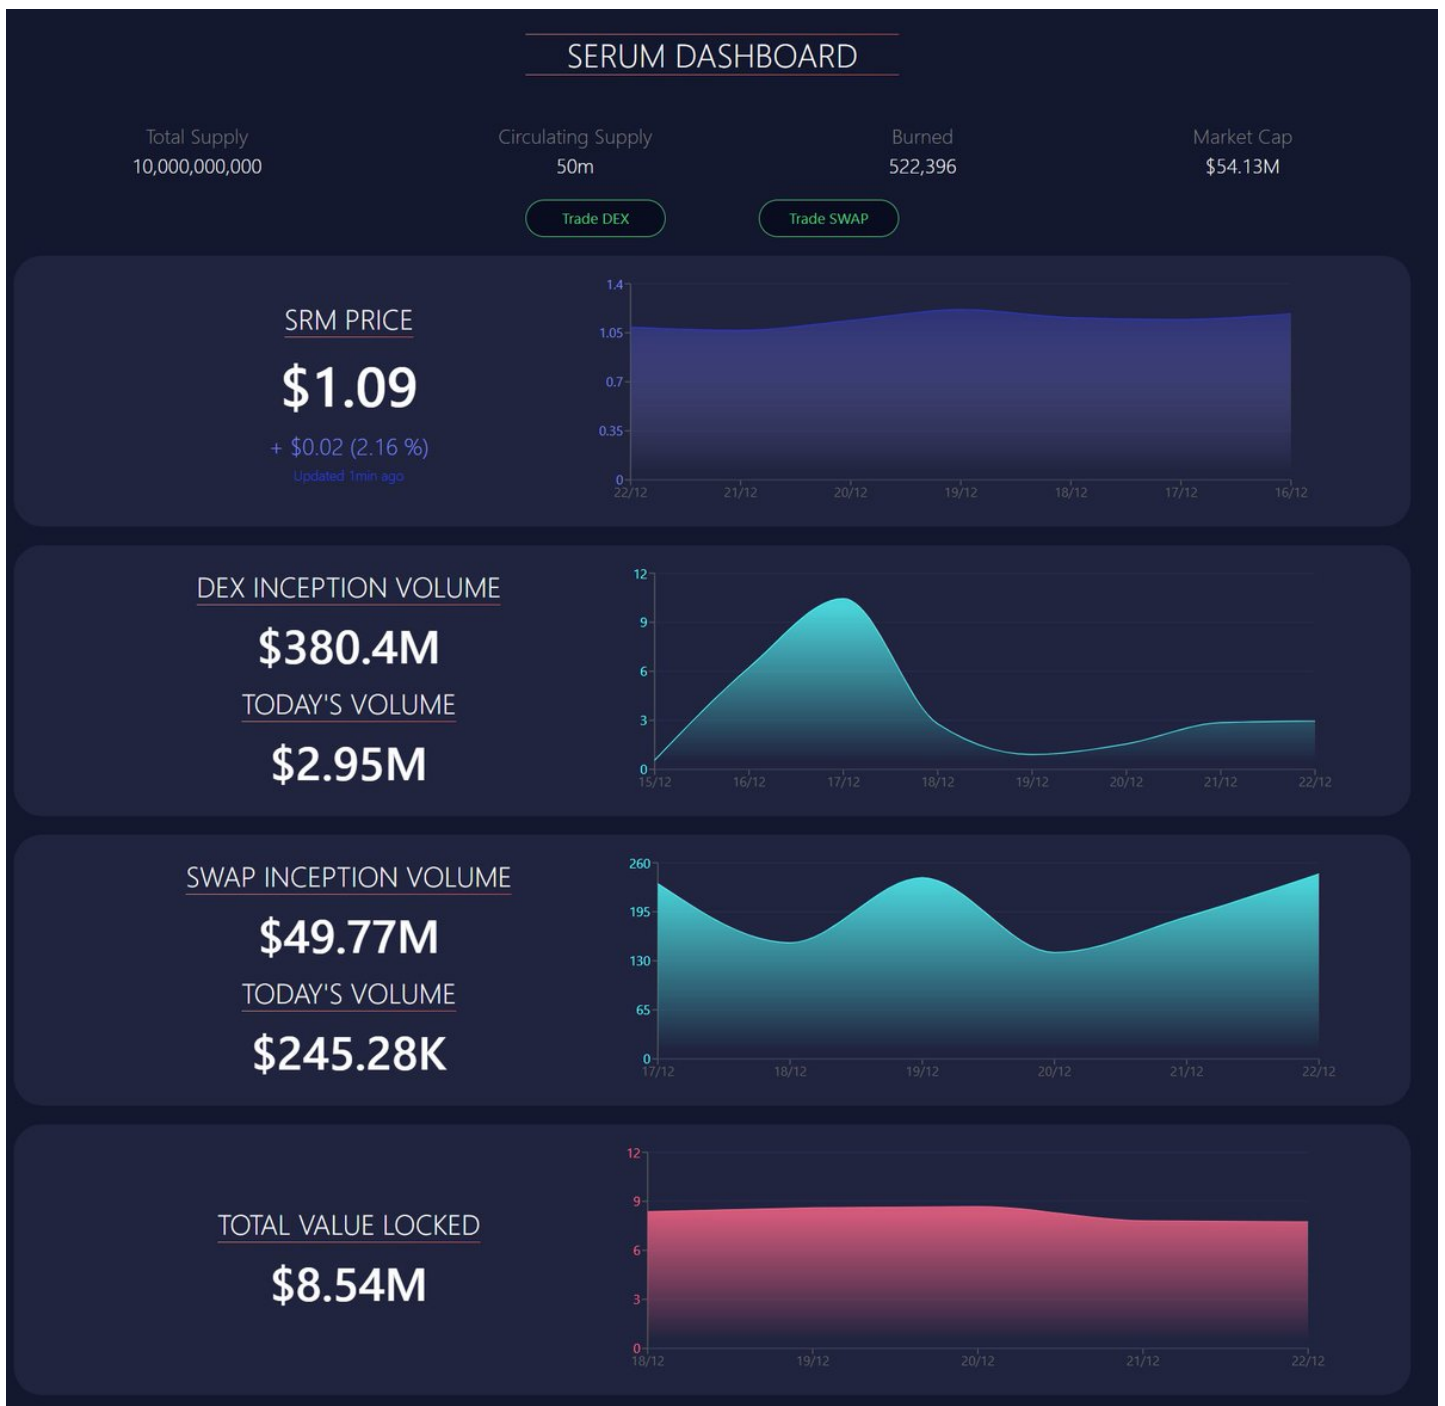 SERUM DASHBOARD
Total Supply
10,000,000,000
Circulating Supply
50m
Burned
522,396
Market Cap
$54.13M
Trade DEX
Trade SWAP
SRM PRICE
$1.09
+ $0.02 (2.16 %)
Updated 1min ago
1.4
1.05
0.7
0.35
0
22/12 21/12 20/12 19/12 18/12 17/12 16/12
DEX INCEPTION VOLUME
$380.4M
TODAY'S VOLUME
$2.95M
12
9
6
3
0
15/12 16/12 17/12 18/12 19/12 20/12 21/12 22/12
SWAP INCEPTION VOLUME
$49.77M
TODAY'S VOLUME
$245.28K
260
195
130
65
0
17/12 18/12 19/12 20/12 21/12 22/12
TOTAL VALUE LOCKED
$8.54M
12
9
6
3
0
18/12 19/12 20/12 21/12 22/12